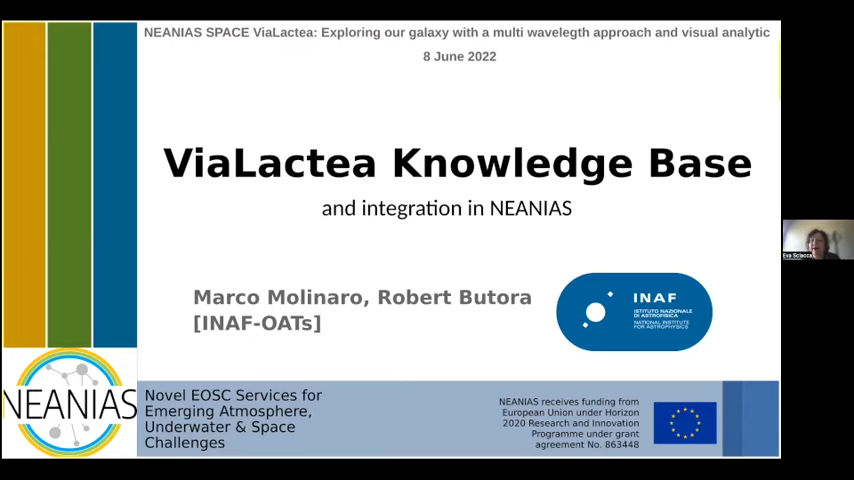 NEANIAS SPACE ViaLactea: Exploring our galaxy with a multi wavelegth approach and visual analytic
8 June 2022
ViaLactea Knowledge Base
and integration in NEANIAS
Marco Molinaro, Robert Butora
[INAF-OATs]
INAF
ISTITUTO NAZIONALE
DI ASTROFISICA
NATIONAL INSTITUTE
FOR ASTROPHYSICS
Eva Sciacca
NEANIAS
Novel EOSC Services for
Emerging Atmosphere,
Underwater & Space
Challenges
NEANIAS receives funding from
European Union under Horizon
2020 Research and Innovation
Programme under grant
agreement No. 863448